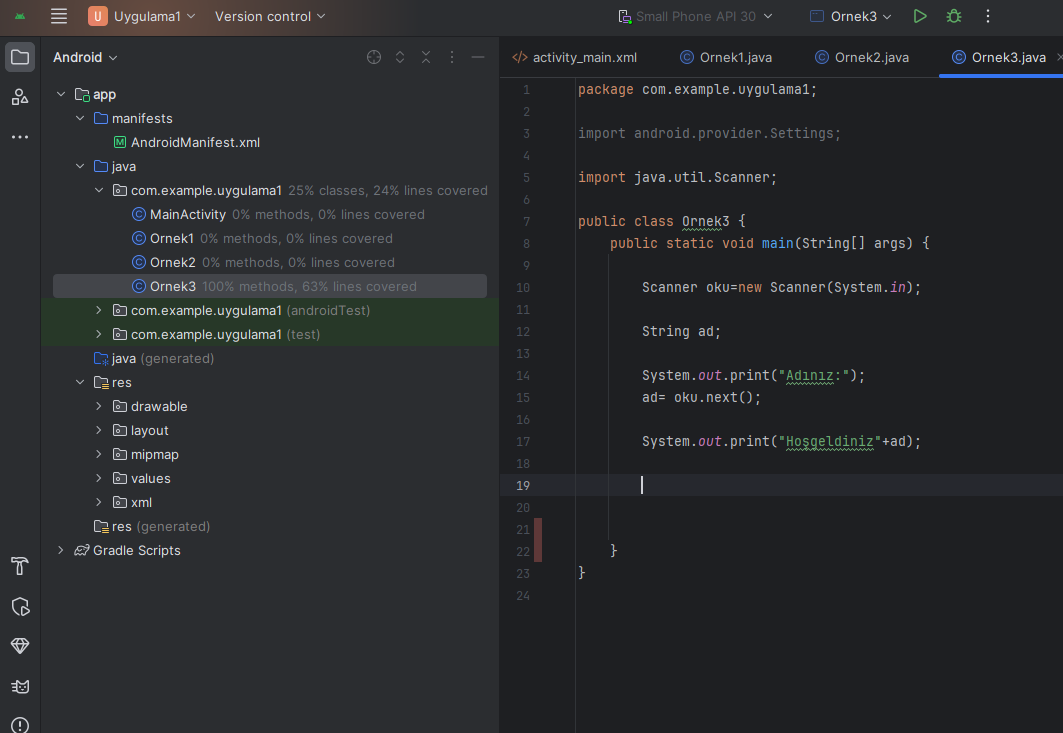 U Uygulama1 Version control Small Phone API 30 Ornek3
Android
app
manifests
M AndroidManifest.xml
java
com.example.uygulama1 25% classes, 24% lines covered
C MainActivity 0% methods, 0% lines covered
C Ornek1 0% methods, 0% lines covered
C Ornek2 0% methods, 0% lines covered
C Ornek3 100% methods, 63% lines covered
com.example.uygulama1 (androidTest)
com.example.uygulama1 (test)
java (generated)
res
drawable
layout
mipmap
values
xml
res (generated)
Gradle Scripts
</> activity_main.xml C Ornek1.java C Ornek2.java C Ornek3.java
1 package com.example.uygulama1;
2
3 import android.provider.Settings;
4
5 import java.util.Scanner;
6
7 public class Ornek3 {
8 public static void main(String[] args) {
9
10 Scanner oku=new Scanner(System.in);
11
12 String ad;
13
14 System.out.print("Adınız:");
15 ad= oku.next();
16
17 System.out.print("Hoşgeldiniz"+ad);
18
19
20
21
22 }
23 }
24